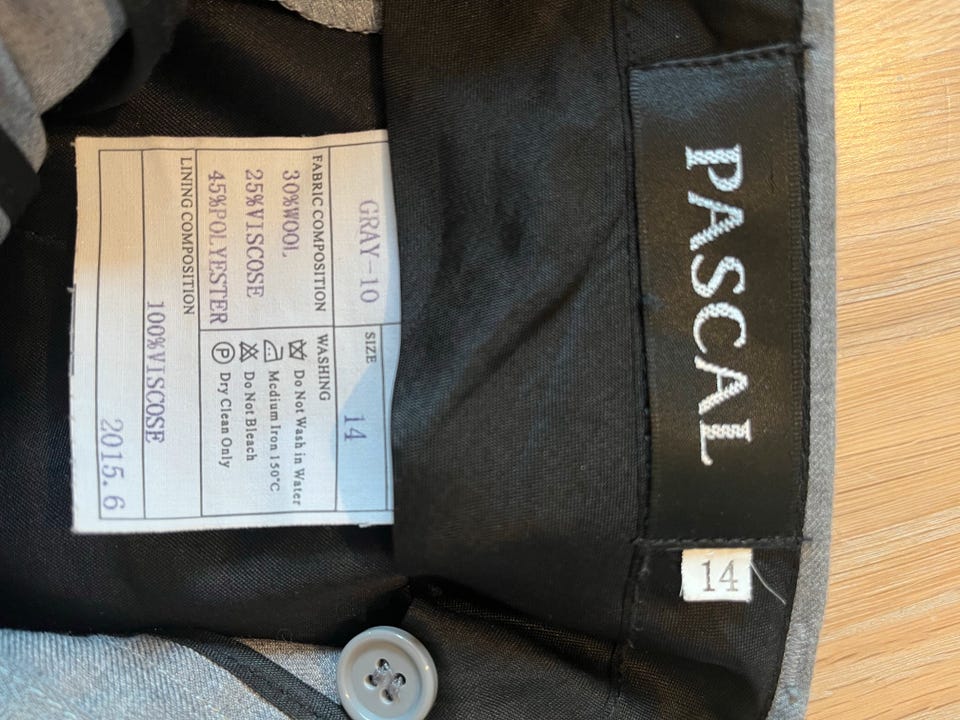 PASCAL
14
GRAY-10
SIZE
14
FABRIC COMPOSITION
30%WOOL
25%VISCOSE
45%POLYESTER
WASHING
Do Not Wash in Water
Medium Iron 150°C
Do Not Bleach
P Dry Clean Only
LINING COMPOSITION
100%VISCOSE
2015.6